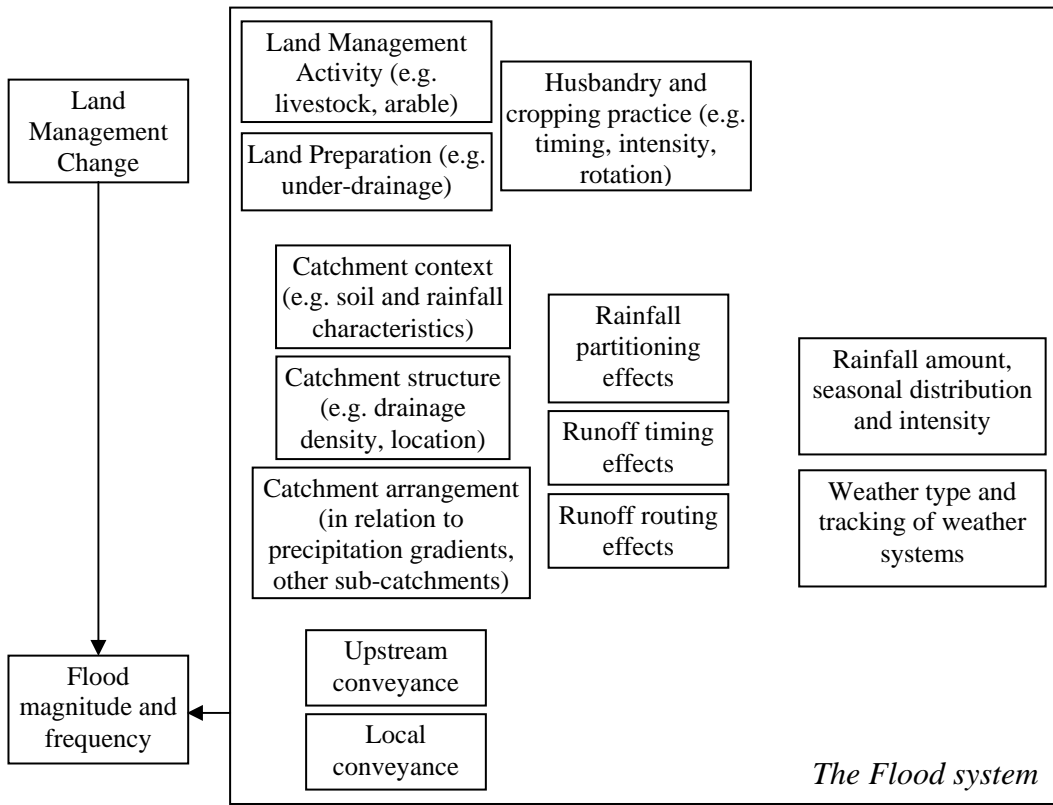 Land
Management
Change
Flood
magnitude and
frequency
Land Management
Activity (e.g.
livestock, arable)
Land Preparation (e.g.
under-drainage)
Husbandry and
cropping practice (e.g.
timing, intensity,
rotation)
Catchment context
(e.g. soil and rainfall
characteristics)
Catchment structure
(e.g. drainage
density, location)
Catchment arrangement
(in relation to
precipitation gradients,
other sub-catchments)
Rainfall
partitioning
effects
Runoff timing
effects
Runoff routing
effects
Rainfall amount,
seasonal distribution
and intensity
Weather type and
tracking of weather
systems
Upstream
conveyance
Local
conveyance
The Flood system